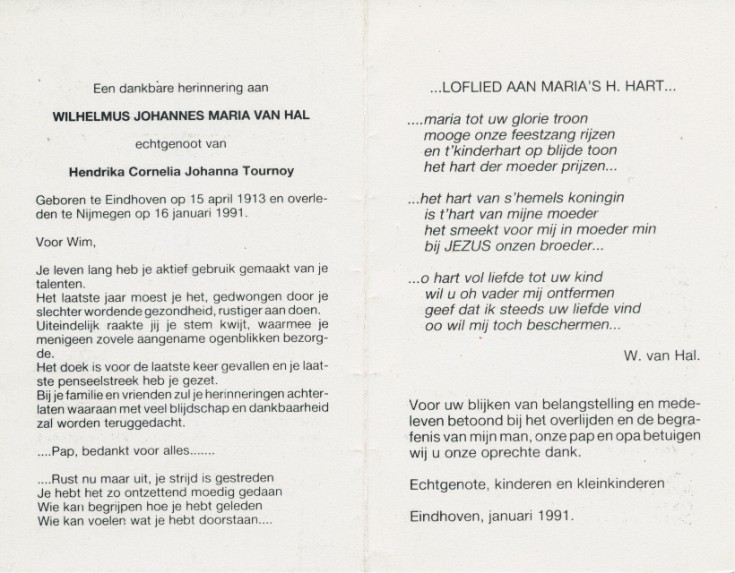 Een dankbare herinnering aan
WILHELMUS JOHANNES MARIA VAN HAL
echtgenoot van
Hendrika Cornelia Johanna Tournoy
Geboren te Eindhoven op 15 april 1913 en overle-
den te Nijmegen op 16 januari 1991.
Voor Wim,
Je leven lang heb je aktief gebruik gemaakt van je
talenten.
Het laatste jaar moest je het, gedwongen door je
slechter wordende gezondheid, rustiger aan doen.
Uiteindelijk raakte jij je stem kwijt, waarmee je
menigeen zovele aangename ogenblikken bezorg-
de.
Het doek is voor de laatste keer gevallen en je laat-
ste penseelstreek heb je gezet.
Bij je familie en vrienden zul je herinneringen achter-
laten waaraan met veel blijdschap en dankbaarheid
zal worden teruggedacht.
....Pap, bedankt voor alles.......
....Rust nu maar uit, je strijd is gestreden
Je hebt het zo ontzettend moedig gedaan
Wie kan begrijpen hoe je hebt geleden
Wie kan voelen wat je hebt doorstaan....
...LOFLIED AAN MARIA'S H. HART...
....maria tot uw glorie troon
mooge onze feestzang rijzen
en t'kinderhart op blijde toon
het hart der moeder prijzen...
...het hart van s'hemels koningin
is t'hart van mijne moeder
het smeekt voor mij in moeder min
bij JEZUS onzen broeder...
...o hart vol liefde tot uw kind
wil u oh vader mij ontfermen
geef dat ik steeds uw liefde vind
oo wil mij toch beschermen...
W. van Hal.
Voor uw blijken van belangstelling en mede-
leven betoond bij het overlijden en de begra-
fenis van mijn man, onze pap en opa betuigen
wij u onze oprechte dank.
Echtgenote, kinderen en kleinkinderen
Eindhoven, januari 1991.